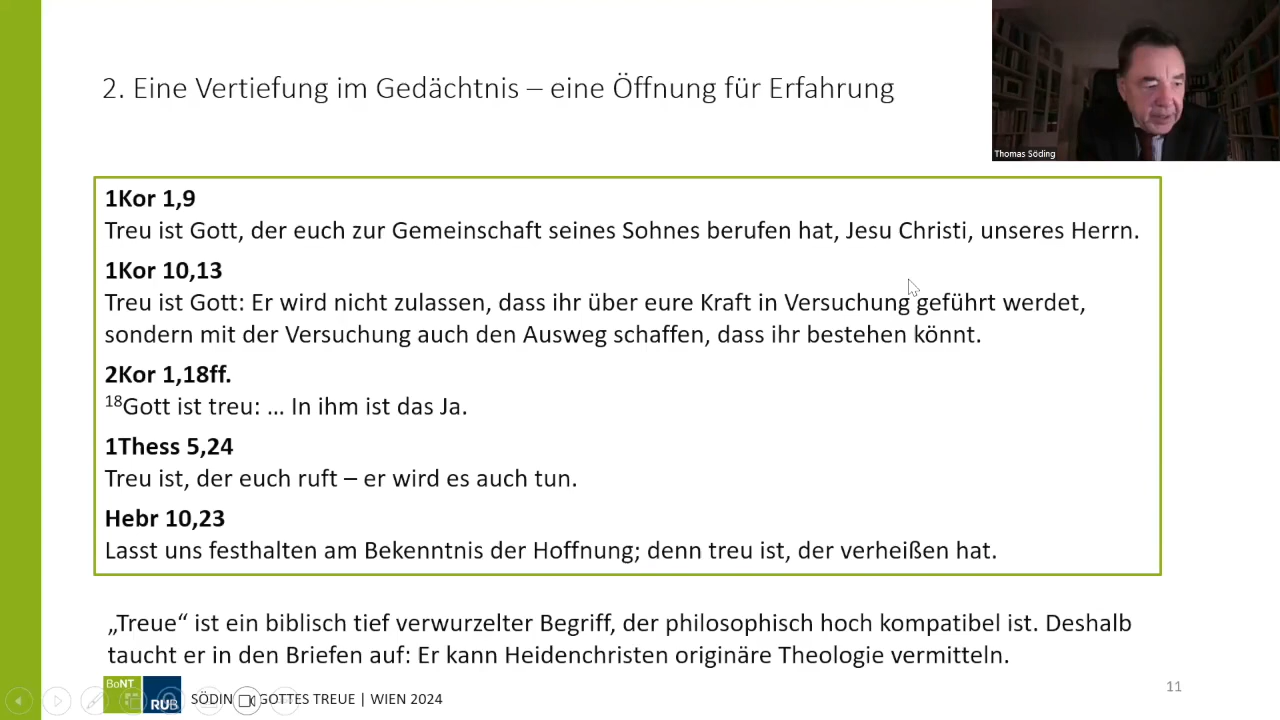 2. Eine Vertiefung im Gedächtnis – eine Öffnung für Erfahrung
Thomas Söding
1Kor 1,9
Treu ist Gott, der euch zur Gemeinschaft seines Sohnes berufen hat, Jesu Christi, unseres Herrn.
1Kor 10,13
Treu ist Gott: Er wird nicht zulassen, dass ihr über eure Kraft in Versuchung geführt werdet,
sondern mit der Versuchung auch den Ausweg schaffen, dass ihr bestehen könnt.
2Kor 1,18ff.
18Gott ist treu: ... In ihm ist das Ja.
1Thess 5,24
Treu ist, der euch ruft – er wird es auch tun.
Hebr 10,23
Lasst uns festhalten am Bekenntnis der Hoffnung; denn treu ist, der verheißen hat.
„Treue“ ist ein biblisch tief verwurzelter Begriff, der philosophisch hoch kompatibel ist. Deshalb
taucht er in den Briefen auf: Er kann Heidenchristen originäre Theologie vermitteln.
BoNT
RUB
SÖDIN GOTTES TREUE | WIEN 2024
11